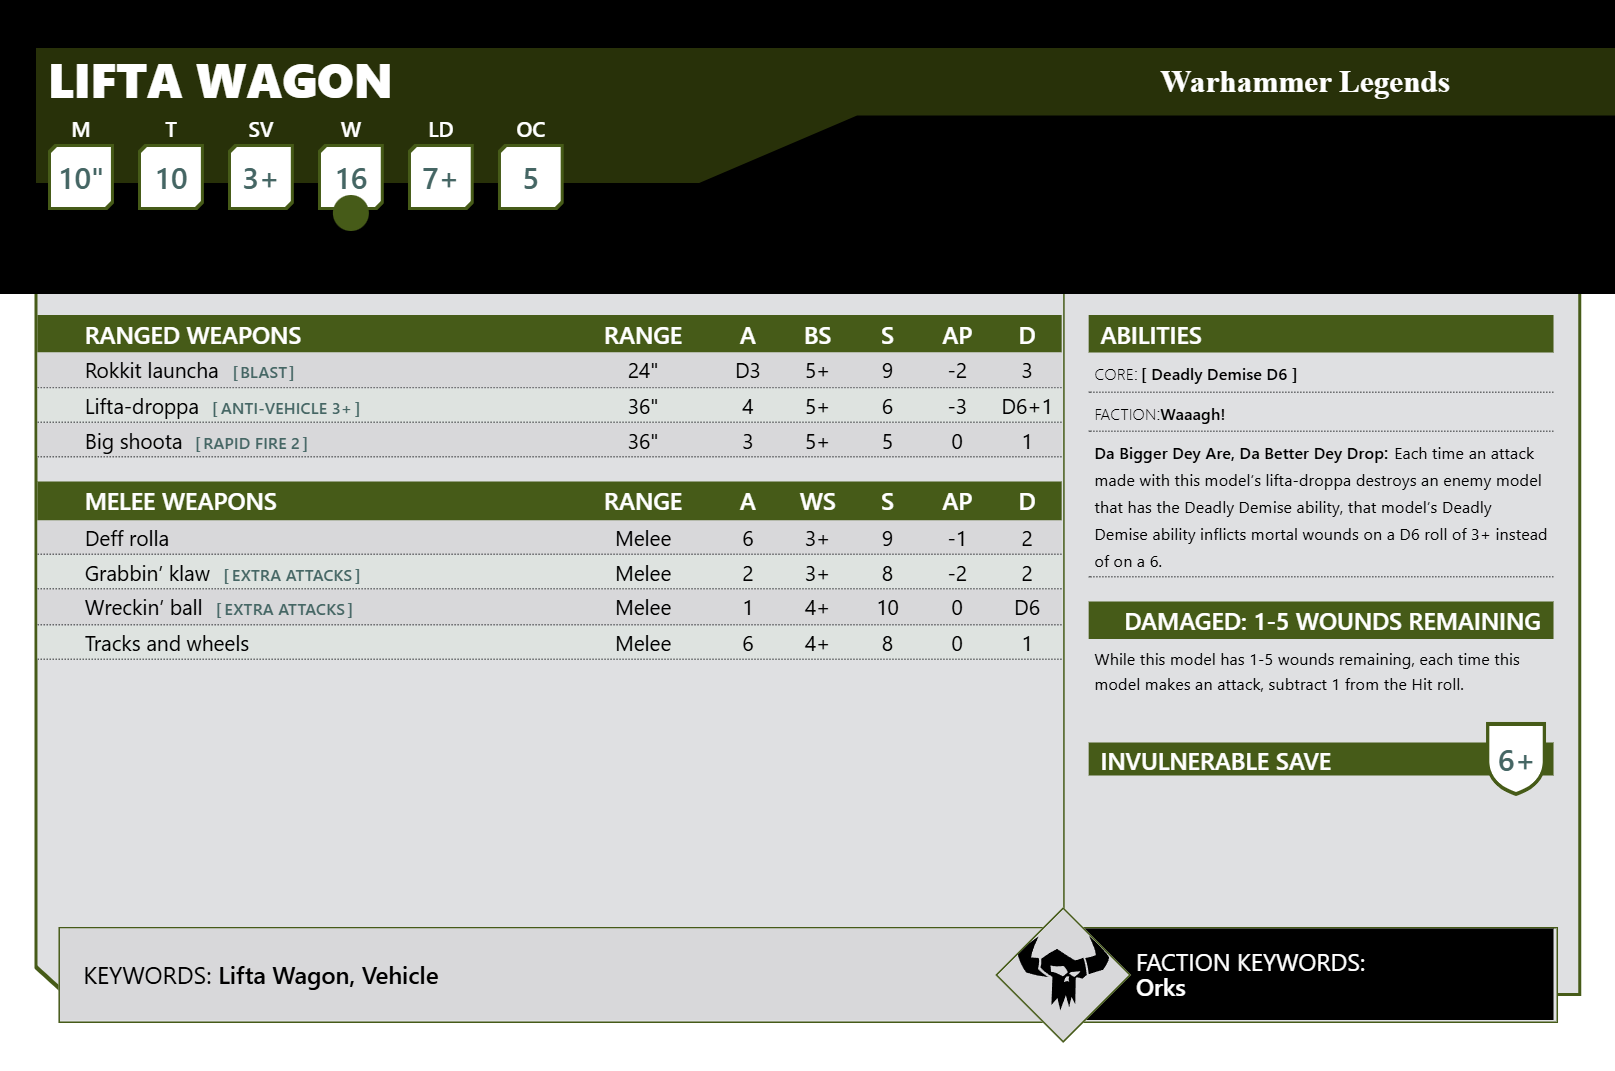 LIFTA WAGON
Warhammer Legends
M T SV W LD OC
10" 10 3+ 16 7+ 5
RANGED WEAPONS RANGE A BS S AP D
Rokkit launcha [BLAST] 24" D3 5+ 9 -2 3
Lifta-droppa [ANTI-VEHICLE 3+] 36" 4 5+ 6 -3 D6+1
Big shoota [RAPID FIRE 2] 36" 3 5+ 5 0 1
MELEE WEAPONS RANGE A WS S AP D
Deff rolla Melee 6 3+ 9 -1 2
Grabbin’ klaw [EXTRA ATTACKS] Melee 2 3+ 8 -2 2
Wreckin’ ball [EXTRA ATTACKS] Melee 1 4+ 10 0 D6
Tracks and wheels Melee 6 4+ 8 0 1
ABILITIES
CORE: [ Deadly Demise D6 ]
FACTION:Waaagh!
Da Bigger Dey Are, Da Better Dey Drop: Each time an attack
made with this model’s lifta-droppa destroys an enemy model
that has the Deadly Demise ability, that model’s Deadly
Demise ability inflicts mortal wounds on a D6 roll of 3+ instead
of on a 6.
DAMAGED: 1-5 WOUNDS REMAINING
While this model has 1-5 wounds remaining, each time this
model makes an attack, subtract 1 from the Hit roll.
INVULNERABLE SAVE 6+
KEYWORDS: Lifta Wagon, Vehicle
FACTION KEYWORDS:
Orks